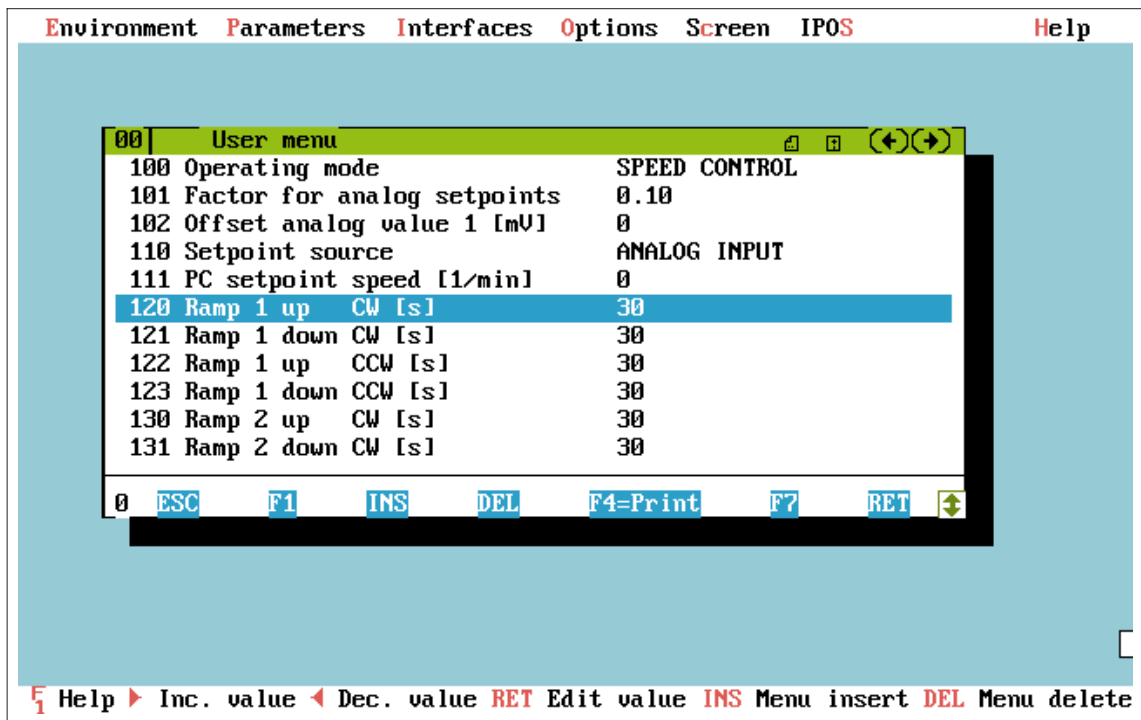 Environment Parameters Interfaces Options Screen IPOS Help
00 User menu (←)(→)
100 Operating mode SPEED CONTROL
101 Factor for analog setpoints 0.10
102 Offset analog value 1 [mV] 0
110 Setpoint source ANALOG INPUT
111 PC setpoint speed [1/min] 0
120 Ramp 1 up CW [s] 30
121 Ramp 1 down CW [s] 30
122 Ramp 1 up CCW [s] 30
123 Ramp 1 down CCW [s] 30
130 Ramp 2 up CW [s] 30
131 Ramp 2 down CW [s] 30
0 ESC F1 INS DEL F4=Print F7 RET
F1 Help ▶ Inc. value ◀ Dec. value RET Edit value INS Menu insert DEL Menu delete